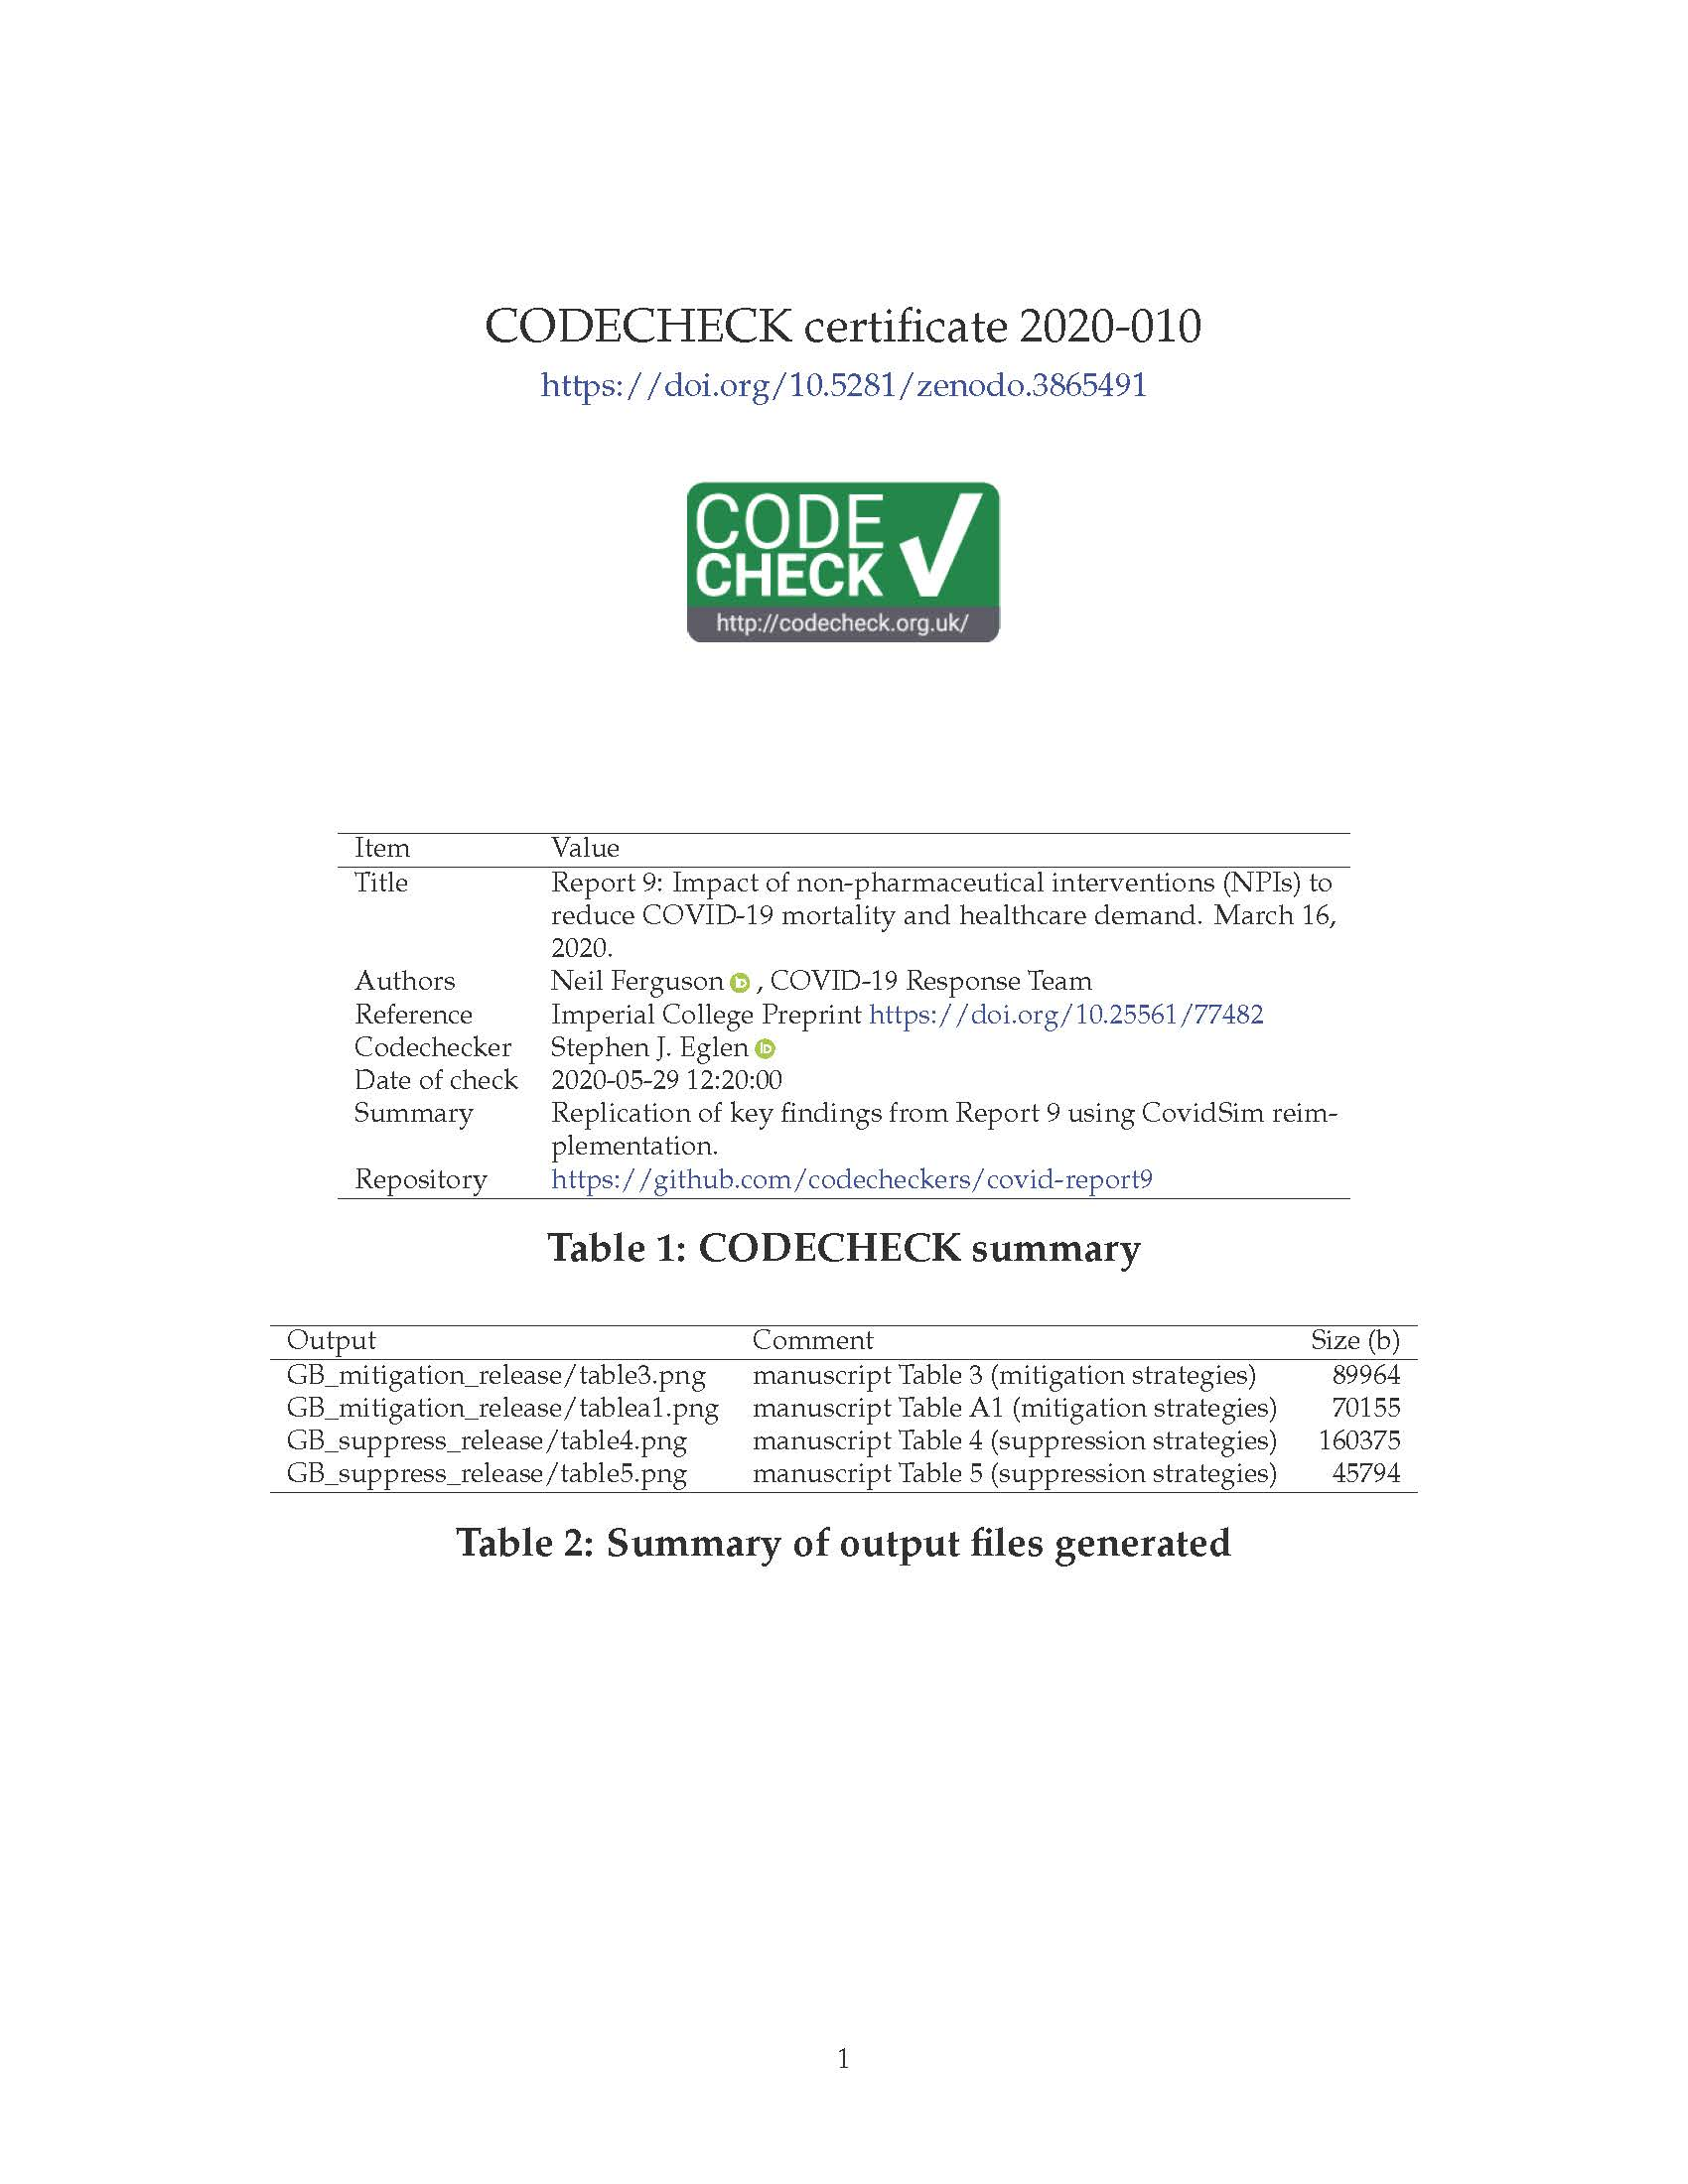 CODECHECK certificate 2020-010
https://doi.org/10.5281/zenodo.3865491
CODE
CHECK
http://codecheck.org.uk/
Item Value
Title Report 9: Impact of non-pharmaceutical interventions (NPIs) to
reduce COVID-19 mortality and healthcare demand. March 16,
2020.
Authors Neil Ferguson iD , COVID-19 Response Team
Reference Imperial College Preprint https://doi.org/10.25561/77482
Codechecker Stephen J. Eglen iD
Date of check 2020-05-29 12:20:00
Summary Replication of key findings from Report 9 using CovidSim reim-
plementation.
Repository https://github.com/codecheckers/covid-report9
Table 1: CODECHECK summary
Output Comment Size (b)
GB_mitigation_release/table3.png manuscript Table 3 (mitigation strategies) 89964
GB_mitigation_release/tablea1.png manuscript Table A1 (mitigation strategies) 70155
GB_suppress_release/table4.png manuscript Table 4 (suppression strategies) 160375
GB_suppress_release/table5.png manuscript Table 5 (suppression strategies) 45794
Table 2: Summary of output files generated
1